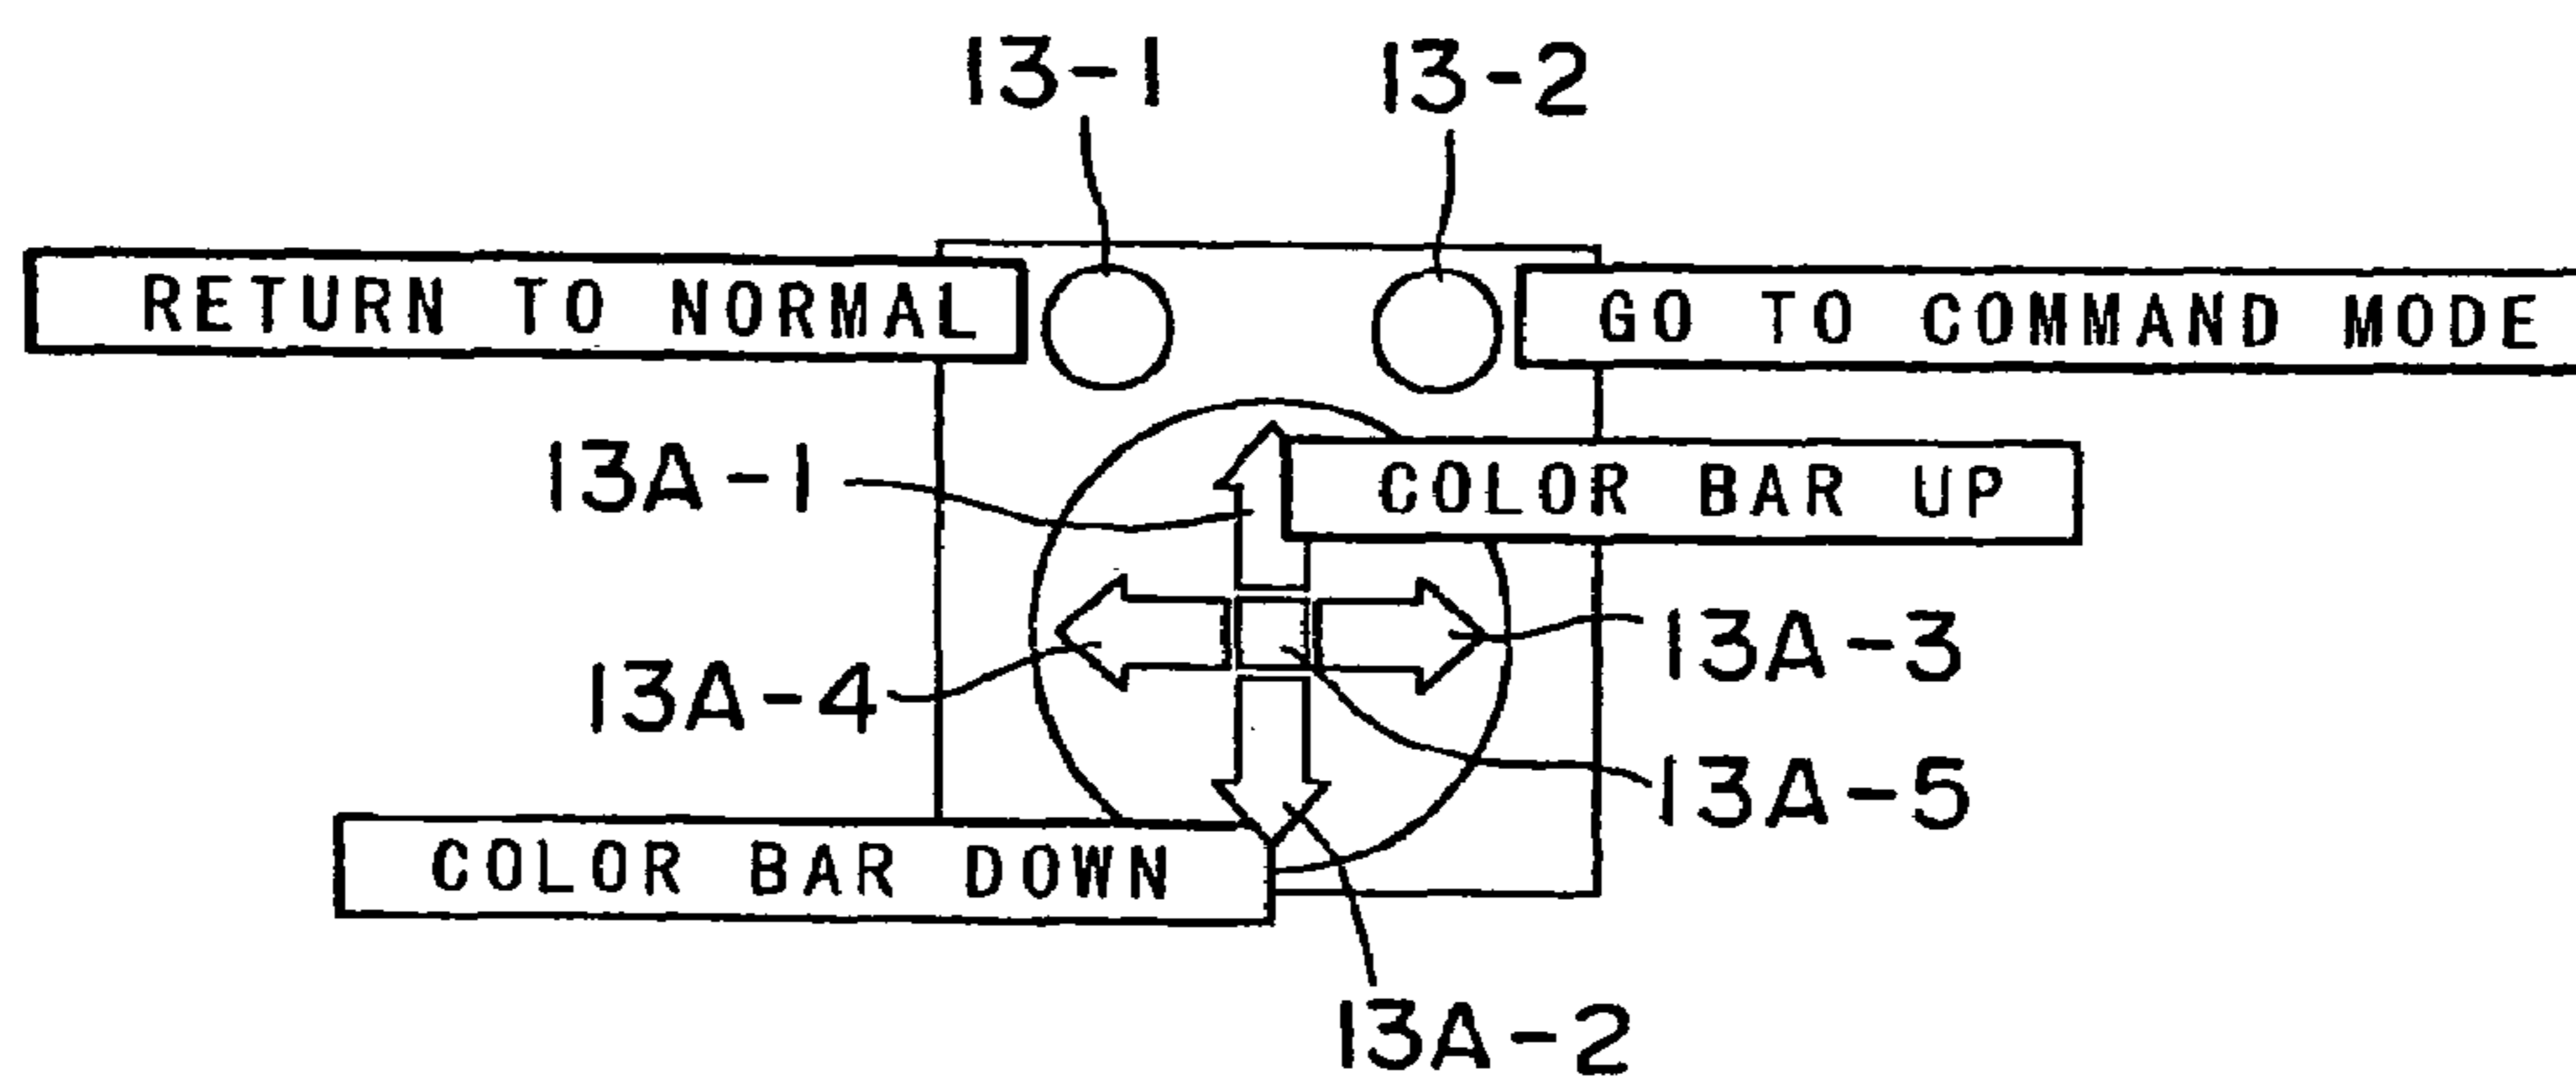 13-1 13-2
RETURN TO NORMAL GO TO COMMAND MODE
13A-1 COLOR BAR UP
13A-3
13A-4
13A-5
COLOR BAR DOWN
13A-2